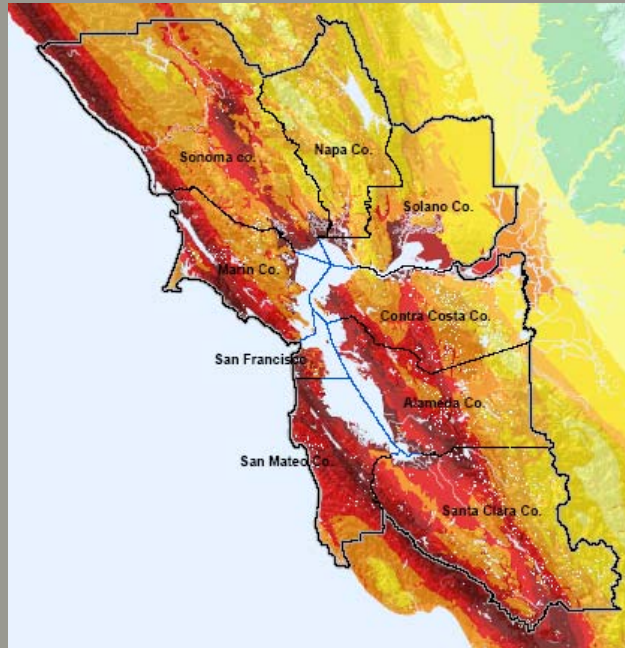 Sonoma co.
Napa Co.
Solano Co.
Marin Co.
Contra Costa Co.
San Francisco
Alameda Co.
San Mateo Co.
Santa Clara Co.